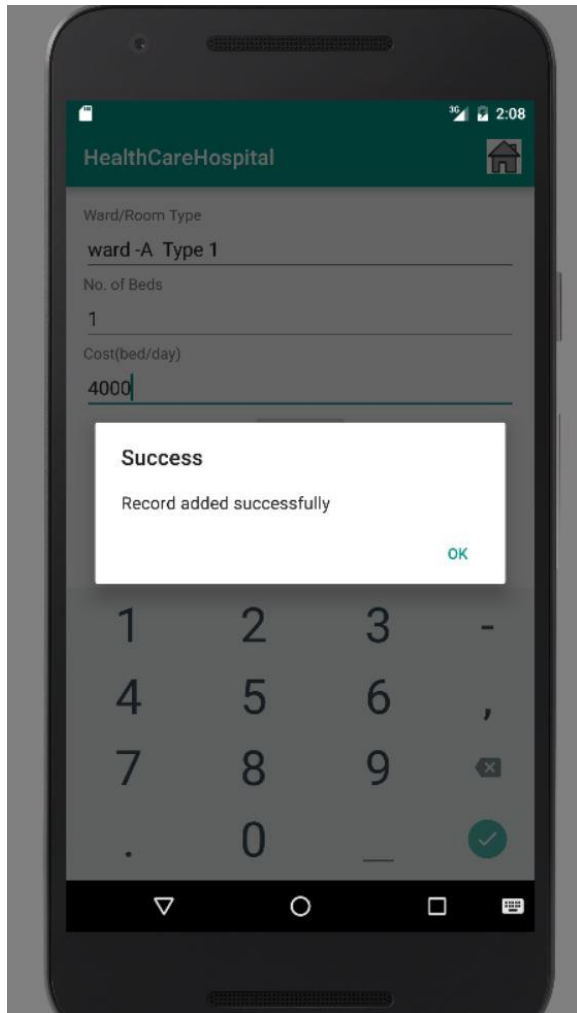 3G 2:08
HealthCareHospital
Ward/Room Type
ward -A  Type 1
No. of Beds
1
Cost(bed/day)
4000
Success
Record added successfully
OK
1 2 3 -
4 5 6 ,
7 8 9
. 0 _